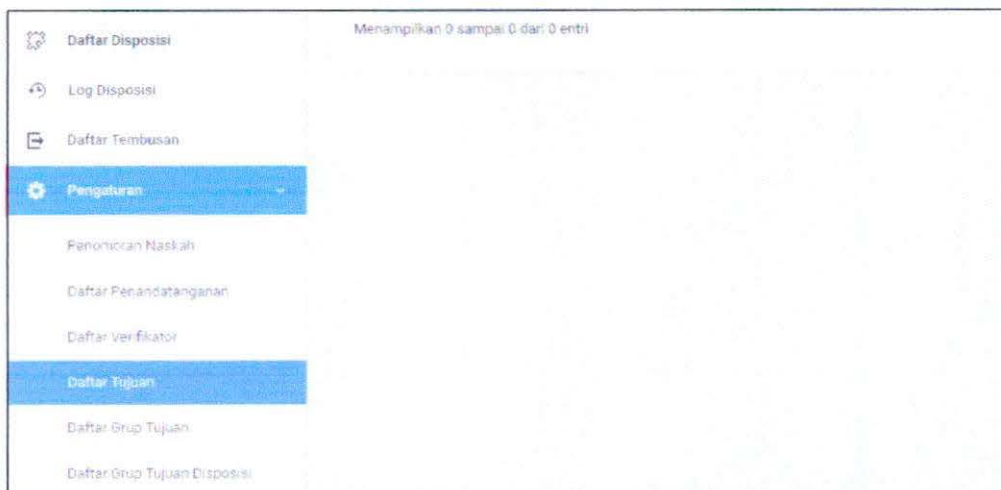 Menampilkan 0 sampai 0 dari 0 entri
Daftar Disposisi
Log Disposisi
Daftar Tembusan
Pengaturan
Penomoran Naskah
Daftar Penandatanganan
Daftar Verifikator
Daftar Tujuan
Daftar Grup Tujuan
Daftar Grup Tujuan Disposisi